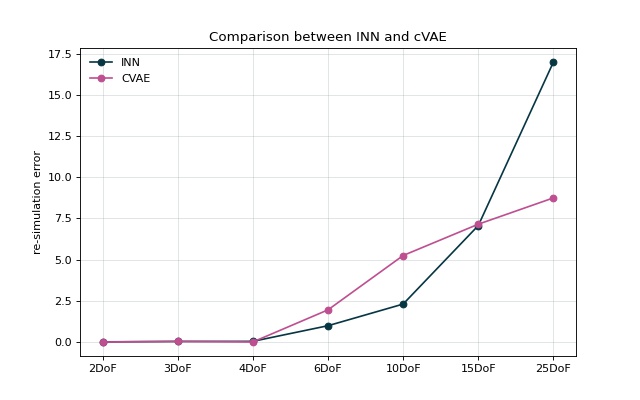 Comparison between INN and cVAE
INN
CVAE
re-simulation error
17.5
15.0
12.5
10.0
7.5
5.0
2.5
0.0
2DoF 3DoF 4DoF 6DoF 10DoF 15DoF 25DoF